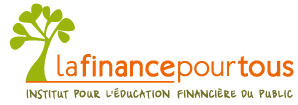 lafinancepourtous
INSTITUT POUR L'ÉDUCATION FINANCIÈRE DU PUBLIC